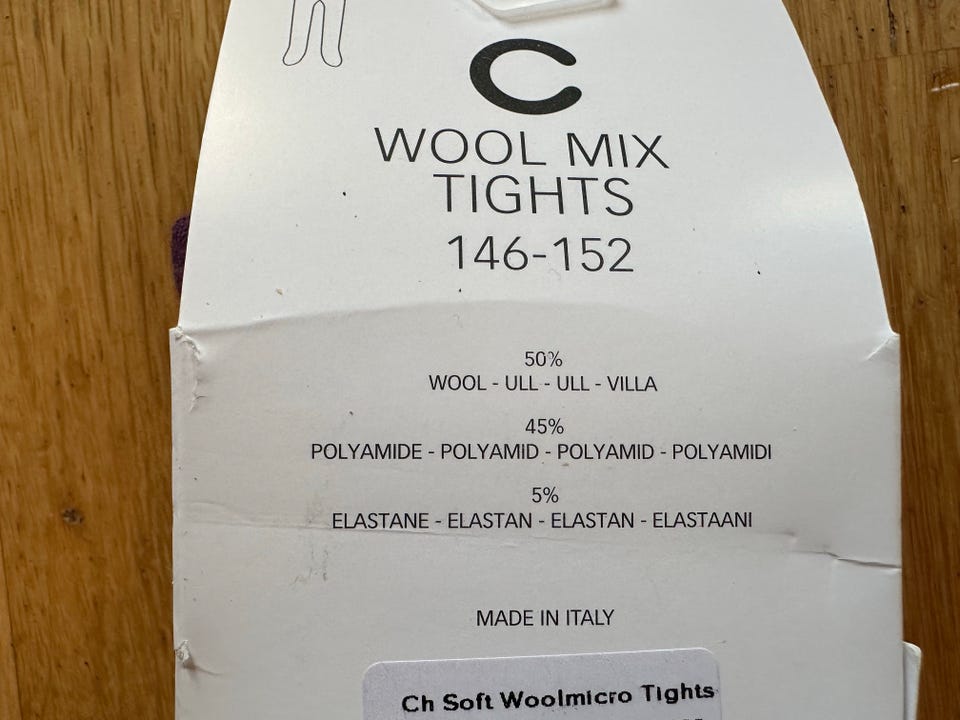 C
WOOL MIX
TIGHTS
146-152
50%
WOOL - ULL - ULL - VILLA
45%
POLYAMIDE - POLYAMID - POLYAMID - POLYAMIDI
5%
ELASTANE - ELASTAN - ELASTAN - ELASTAANI
MADE IN ITALY
Ch Soft Woolmicro Tights